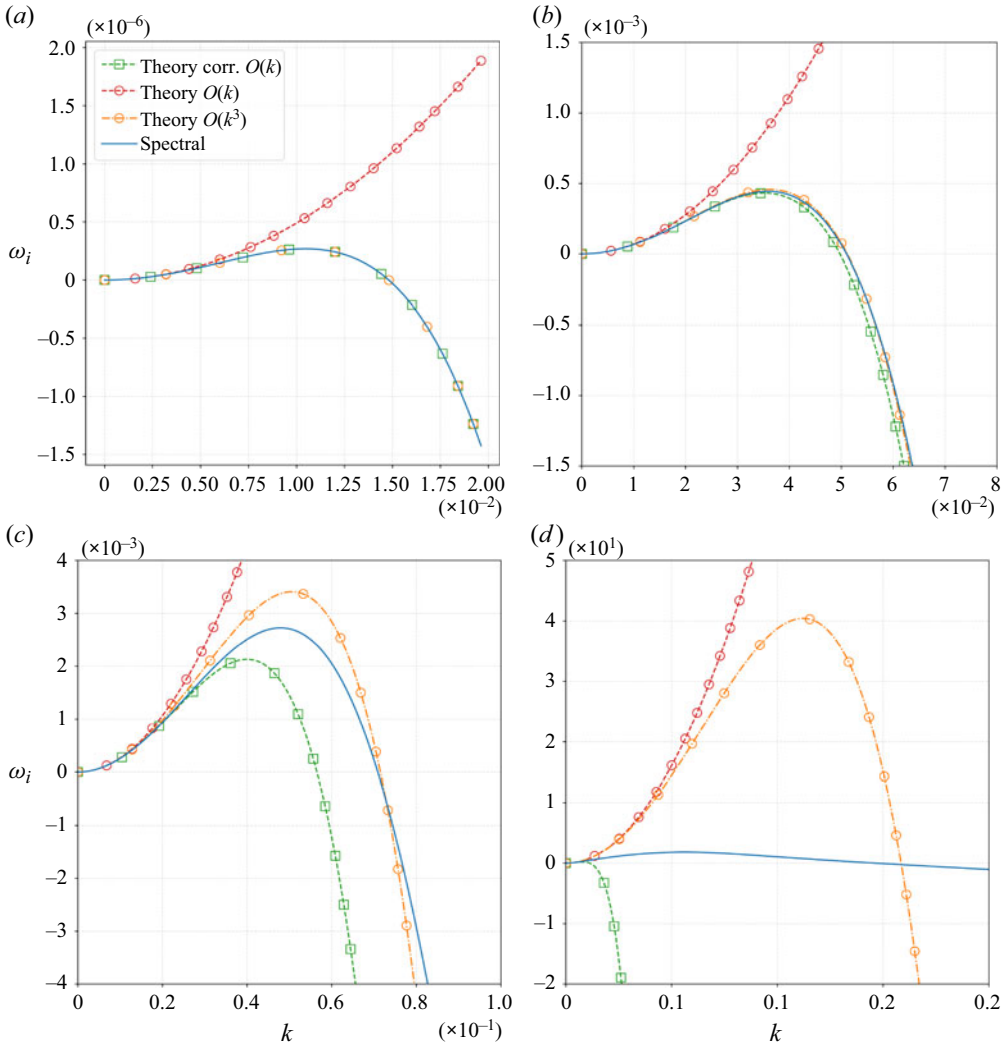 (a)
(×10⁻⁶)
2.0
1.5
1.0
0.5
0
−0.5
−1.0
−1.5
ωᵢ
Theory corr. O(k)
Theory O(k)
Theory O(k³)
Spectral
0 0.25 0.50 0.75 1.00 1.25 1.50 1.75 2.00
(×10⁻²)
(b)
(×10⁻³)
1.5
1.0
0.5
0
−0.5
−1.0
−1.5
0 1 2 3 4 5 6 7 8
(×10⁻²)
(c)
(×10⁻³)
4
3
2
1
0
−1
−2
−3
−4
ωᵢ
0 0.2 0.4 0.6 0.8 1.0
k
(×10⁻¹)
(d)
(×10¹)
5
4
3
2
1
0
−1
−2
0 0.1 0.1 0.2 0.2
k